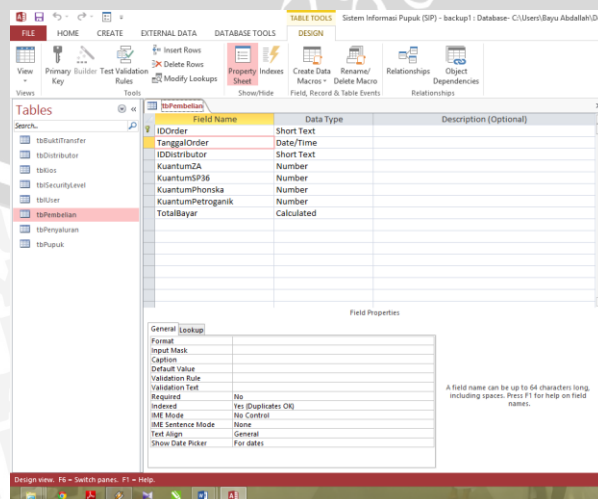 TABLE TOOLS
Sistem Informasi Pupuk (SIP) - backup1 : Database- C:\Users\Bayu Abdallah\D
FILE HOME CREATE EXTERNAL DATA DATABASE TOOLS DESIGN
View
Primary Key
Builder
Test Validation Rules
Insert Rows
Delete Rows
Modify Lookups
Property Sheet
Indexes
Create Data Macros
Rename/ Delete Macro
Relationships
Object Dependencies
Views Tools Show/Hide Field, Record & Table Events Relationships
Tables
Search..
tbBuktiTransfer
tbDistributor
tbKios
tblSecurityLevel
tblUser
tbPembelian
tbPenyaluran
tbPupuk
tbPembelian
Field Name Data Type Description (Optional)
IDOrder Short Text
TanggalOrder Date/Time
IDDistributor Short Text
KuantumZA Number
KuantumSP36 Number
KuantumPhonska Number
KuantumPetroganik Number
TotalBayar Calculated
Field Properties
General Lookup
Format
Input Mask
Caption
Default Value
Validation Rule
Validation Text
Required No
Indexed Yes (Duplicates OK)
IME Mode No Control
IME Sentence Mode None
Text Align General
Show Date Picker For dates
A field name can be up to 64 characters long,
including spaces. Press F1 for help on field
names.
Design view. F6 = Switch panes. F1 = Help.